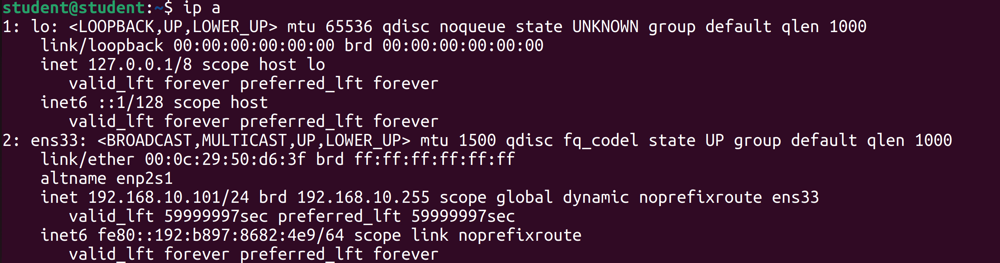 student@student:~$ ip a
1: lo: <LOOPBACK,UP,LOWER_UP> mtu 65536 qdisc noqueue state UNKNOWN group default qlen 1000
    link/loopback 00:00:00:00:00:00 brd 00:00:00:00:00:00
    inet 127.0.0.1/8 scope host lo
       valid_lft forever preferred_lft forever
    inet6 ::1/128 scope host
       valid_lft forever preferred_lft forever
2: ens33: <BROADCAST,MULTICAST,UP,LOWER_UP> mtu 1500 qdisc fq_codel state UP group default qlen 1000
    link/ether 00:0c:29:50:d6:3f brd ff:ff:ff:ff:ff:ff
    altname enp2s1
    inet 192.168.10.101/24 brd 192.168.10.255 scope global dynamic noprefixroute ens33
       valid_lft 59999997sec preferred_lft 59999997sec
    inet6 fe80::192:b897:8682:4e9/64 scope link noprefixroute
       valid_lft forever preferred_lft forever